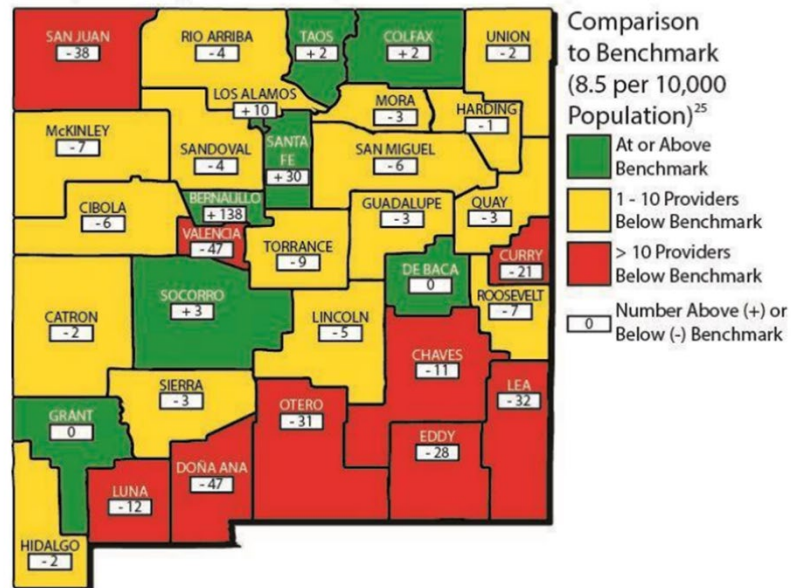 SAN JUAN
- 38
RIO ARRIBA
- 4
TAOS
+ 2
COLFAX
+ 2
UNION
- 2
LOS ALAMOS
+ 10
MORA
- 3
HARDING
- 1
McKINLEY
- 7
SANDOVAL
- 4
SANTA
FE
+ 30
SAN MIGUEL
- 6
CIBOLA
- 6
BERNALILLO
+ 138
VALENCIA
- 47
TORRANCE
- 9
GUADALUPE
- 3
QUAY
- 3
CURRY
- 21
DE BACA
0
ROOSEVELT
- 7
CATRON
- 2
SOCORRO
+ 3
LINCOLN
- 5
CHAVES
- 11
LEA
- 32
SIERRA
- 3
OTERO
- 31
EDDY
- 28
GRANT
0
LUNA
- 12
DOÑA ANA
- 47
HIDALGO
- 2
Comparison
to Benchmark
(8.5 per 10,000
Population)²⁵
At or Above
Benchmark
1 - 10 Providers
Below Benchmark
> 10 Providers
Below Benchmark
0
Number Above (+) or
Below (-) Benchmark